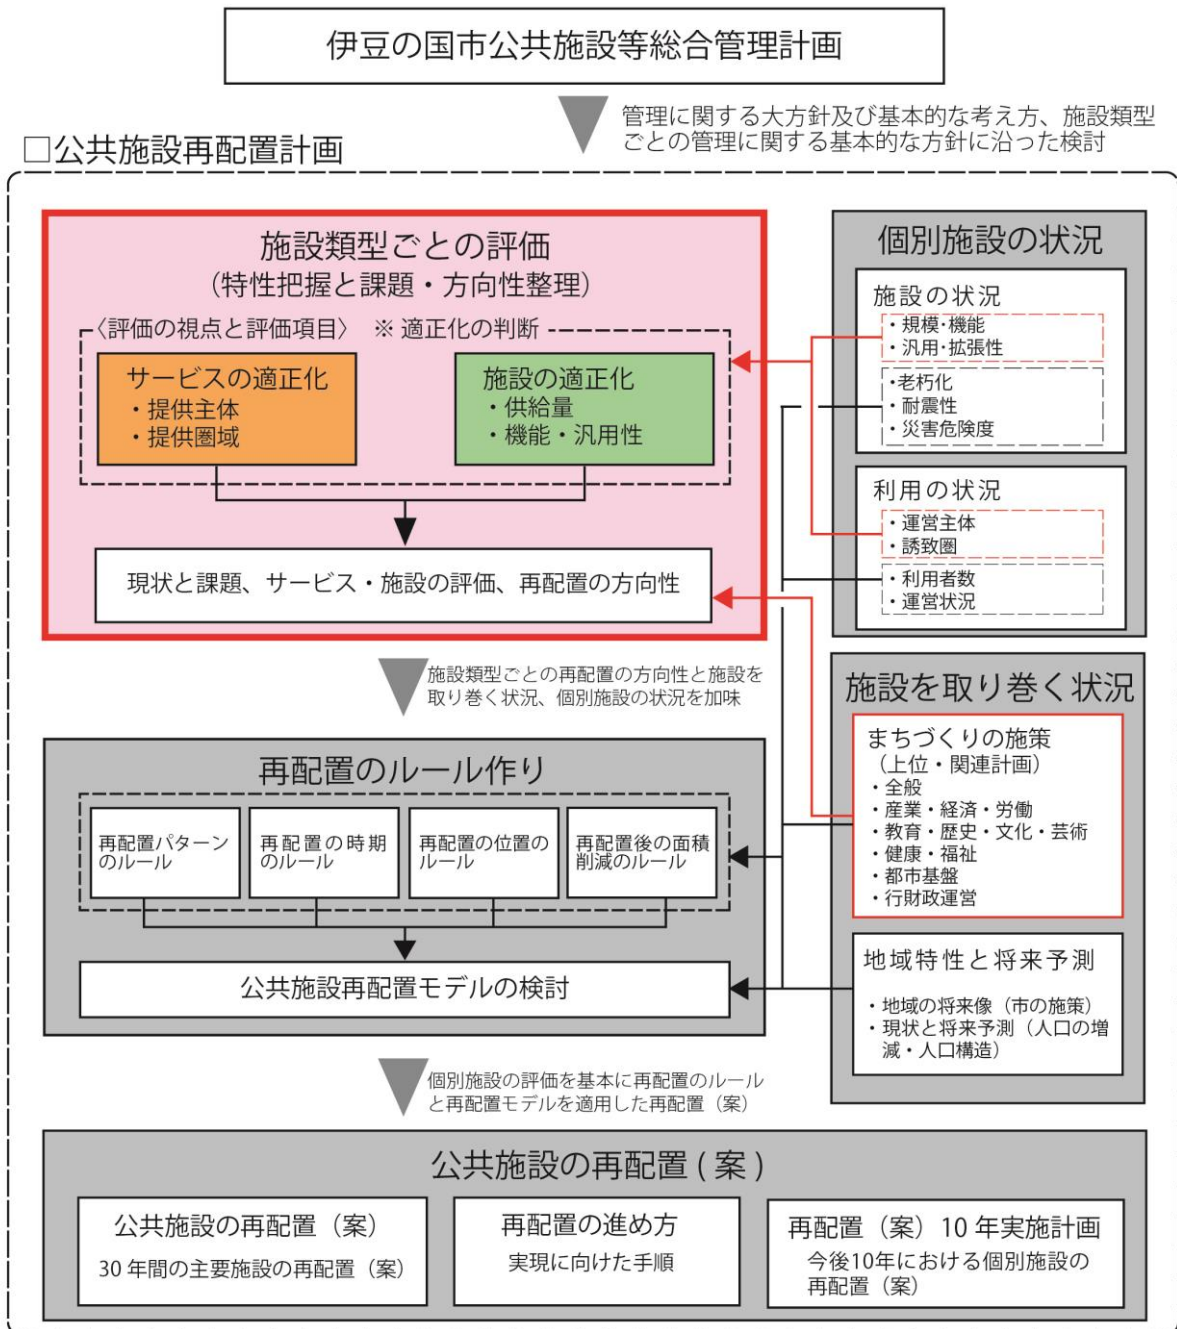 伊豆の国市公共施設等総合管理計画
管理に関する大方針及び基本的な考え方、施設類型
ごとの管理に関する基本的な方針に沿った検討
□公共施設再配置計画
施設類型ごとの評価
（特性把握と課題・方向性整理）
〈評価の視点と評価項目〉 ※ 適正化の判断
サービスの適正化
・提供主体
・提供圏域
施設の適正化
・供給量
・機能・汎用性
現状と課題、サービス・施設の評価、再配置の方向性
個別施設の状況
施設の状況
・規模・機能
・汎用・拡張性
・老朽化
・耐震性
・災害危険度
利用の状況
・運営主体
・誘致圏
・利用者数
・運営状況
施設類型ごとの再配置の方向性と施設を
取り巻く状況、個別施設の状況を加味
施設を取り巻く状況
まちづくりの施策
（上位・関連計画）
・全般
・産業・経済・労働
・教育・歴史・文化・芸術
・健康・福祉
・都市基盤
・行財政運営
地域特性と将来予測
・地域の将来像（市の施策）
・現状と将来予測（人口の増
減・人口構造）
再配置のルール作り
再配置パターン
のルール
再配置の時期
のルール
再配置の位置の
ルール
再配置後の面積
削減のルール
公共施設再配置モデルの検討
個別施設の評価を基本に再配置のルール
と再配置モデルを適用した再配置（案）
公共施設の再配置 ( 案 )
公共施設の再配置（案）
30 年間の主要施設の再配置（案）
再配置の進め方
実現に向けた手順
再配置（案）10 年実施計画
今後10年における個別施設の
再配置（案）